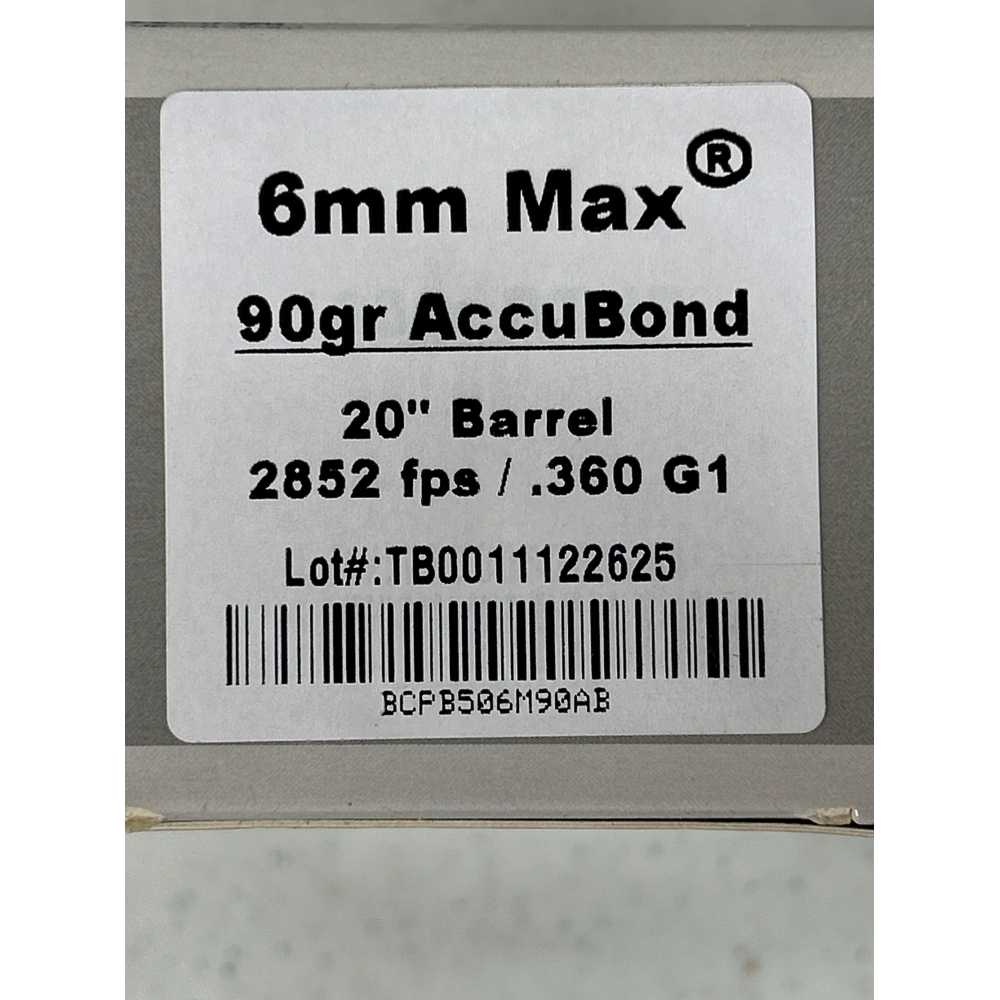 6mm Max®
90gr AccuBond
20" Barrel
2852 fps / .360 G1
Lot#:TB0011122625
BCPB506M90AB